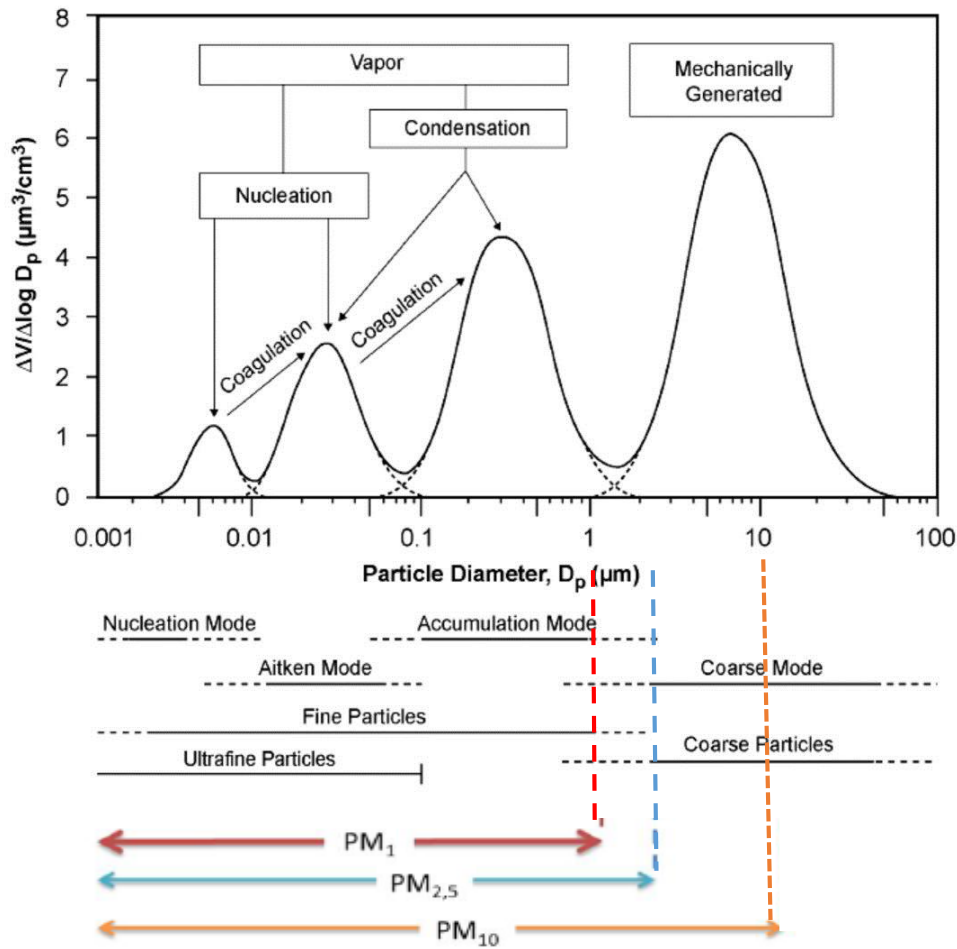 8
7
6
5
4
3
2
1
0
ΔV/Δlog Dp (μm³/cm³)
Vapor
Condensation
Nucleation
Mechanically
Generated
Coagulation
Coagulation
0.001
0.01
0.1
1
10
100
Particle Diameter, Dp (μm)
Nucleation Mode
Accumulation Mode
Aitken Mode
Coarse Mode
Fine Particles
Coarse Particles
Ultrafine Particles
PM1
PM2,5
PM10